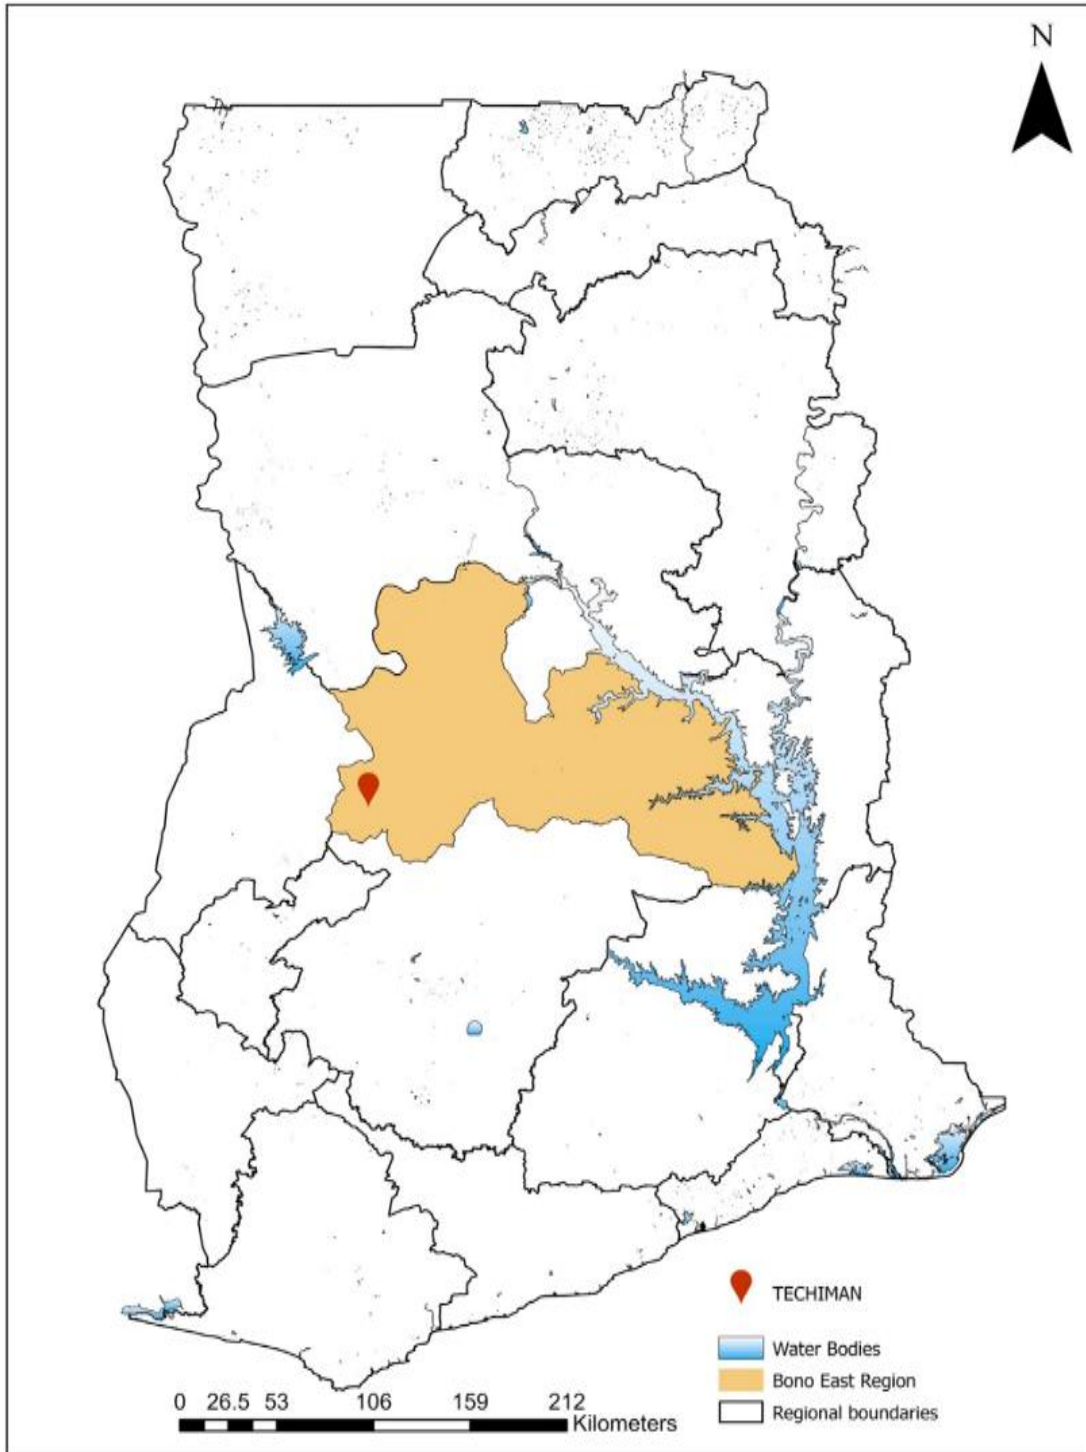 N
TECHIMAN
Water Bodies
Bono East Region
Regional boundaries
0 26.5 53 106 159 212
Kilometers